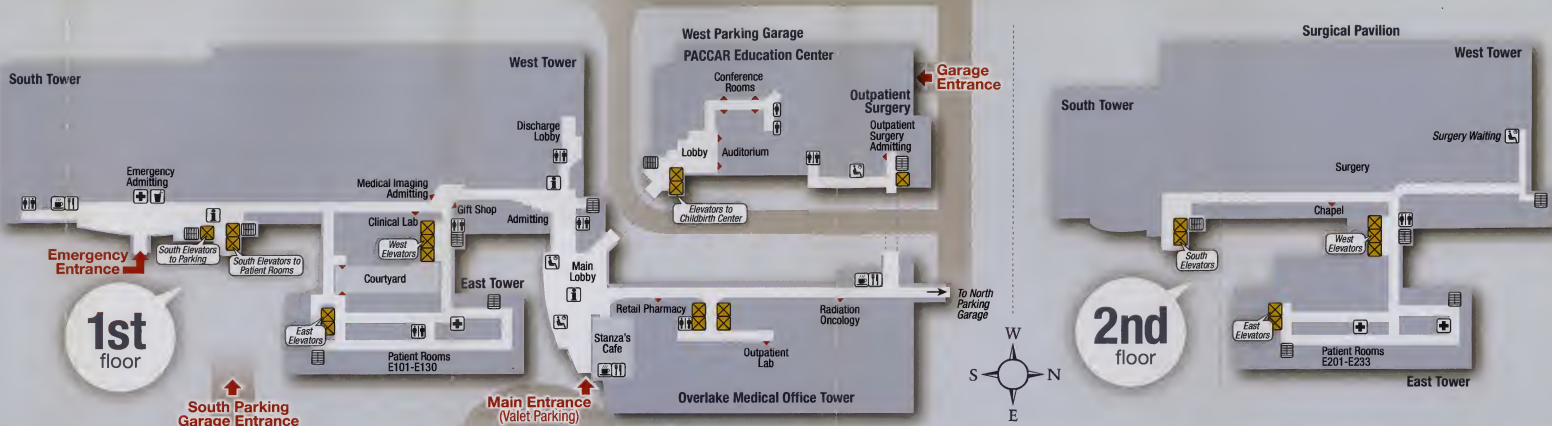 South Tower
West Tower
Discharge
Lobby
Emergency
Admitting
Medical Imaging
Admitting
Gift Shop
Admitting
Clinical Lab
West
Elevators
South Elevators
to Parking
South Elevators to
Patient Rooms
Emergency
Entrance
Courtyard
East Tower
East
Elevators
Patient Rooms
E101-E130
1st
floor
South Parking
Garage Entrance
Main
Lobby
Stanza's
Cafe
Main Entrance
(Valet Parking)
West Parking Garage
PACCAR Education Center
Conference
Rooms
Garage
Entrance
Outpatient
Surgery
Outpatient
Surgery
Admitting
Lobby
Auditorium
Elevators to
Childbirth Center
Retail Pharmacy
Radiation
Oncology
To North
Parking
Garage
Outpatient
Lab
Overlake Medical Office Tower
W
S
N
E
Surgical Pavilion
West Tower
South Tower
Surgery Waiting
Surgery
Chapel
South
Elevators
West
Elevators
2nd
floor
East
Elevators
Patient Rooms
E201-E233
East Tower